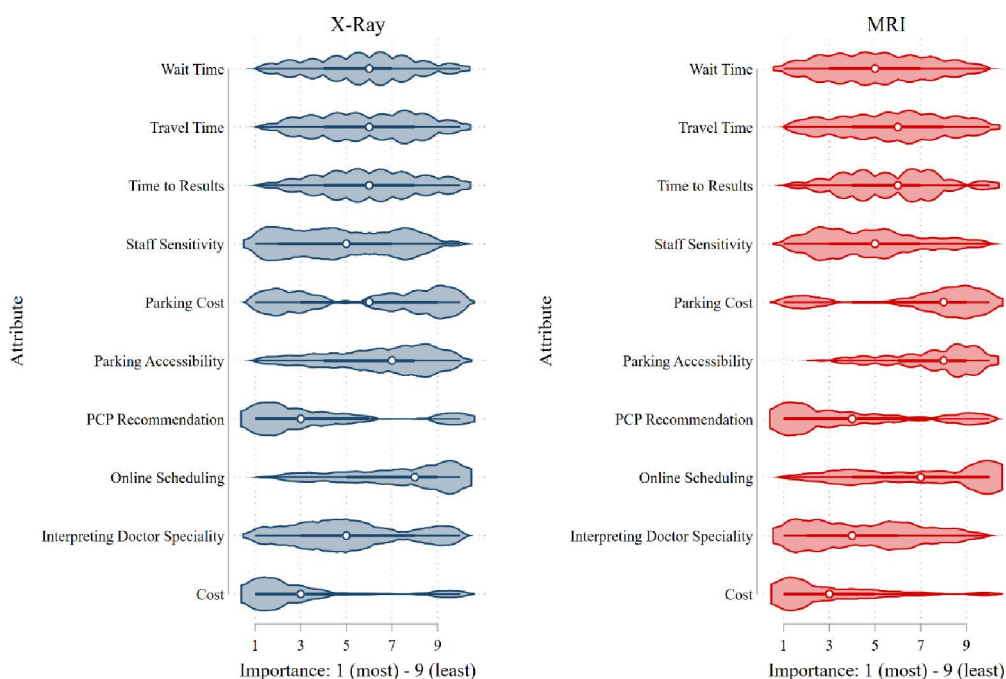 X-Ray
Wait Time
Travel Time
Time to Results
Staff Sensitivity
Parking Cost
Parking Accessibility
PCP Recommendation
Online Scheduling
Interpreting Doctor Speciality
Cost
Attribute
1 3 5 7 9
Importance: 1 (most) - 9 (least)
MRI
Wait Time
Travel Time
Time to Results
Staff Sensitivity
Parking Cost
Parking Accessibility
PCP Recommendation
Online Scheduling
Interpreting Doctor Speciality
Cost
Attribute
1 3 5 7 9
Importance: 1 (most) - 9 (least)